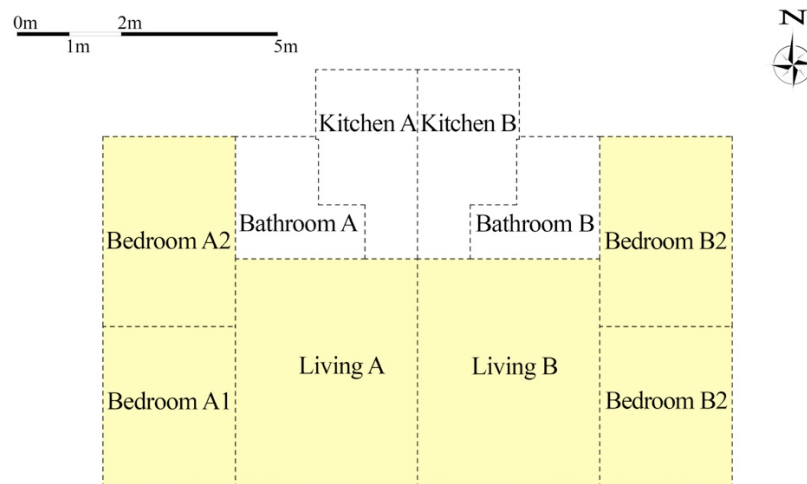 0m 2m
1m 5m
N
Kitchen A Kitchen B
Bathroom A Bathroom B
Bedroom A2 Bedroom B2
Living A Living B
Bedroom A1 Bedroom B2